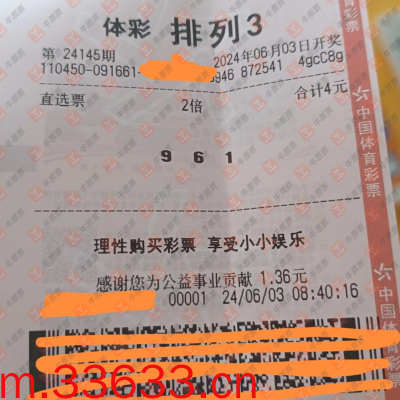 体彩 排列3
第 24145期 2024年06月03日开奖
110450-091661- 8946 872541 4gcC8g
直选票 2倍 合计4元
9 6 1
理性购买彩票 享受小小娱乐
感谢您为公益事业贡献 1.36元
00001 24/06/03 08:40:16
中国体育彩票
中国体育彩票
m.33633.cn